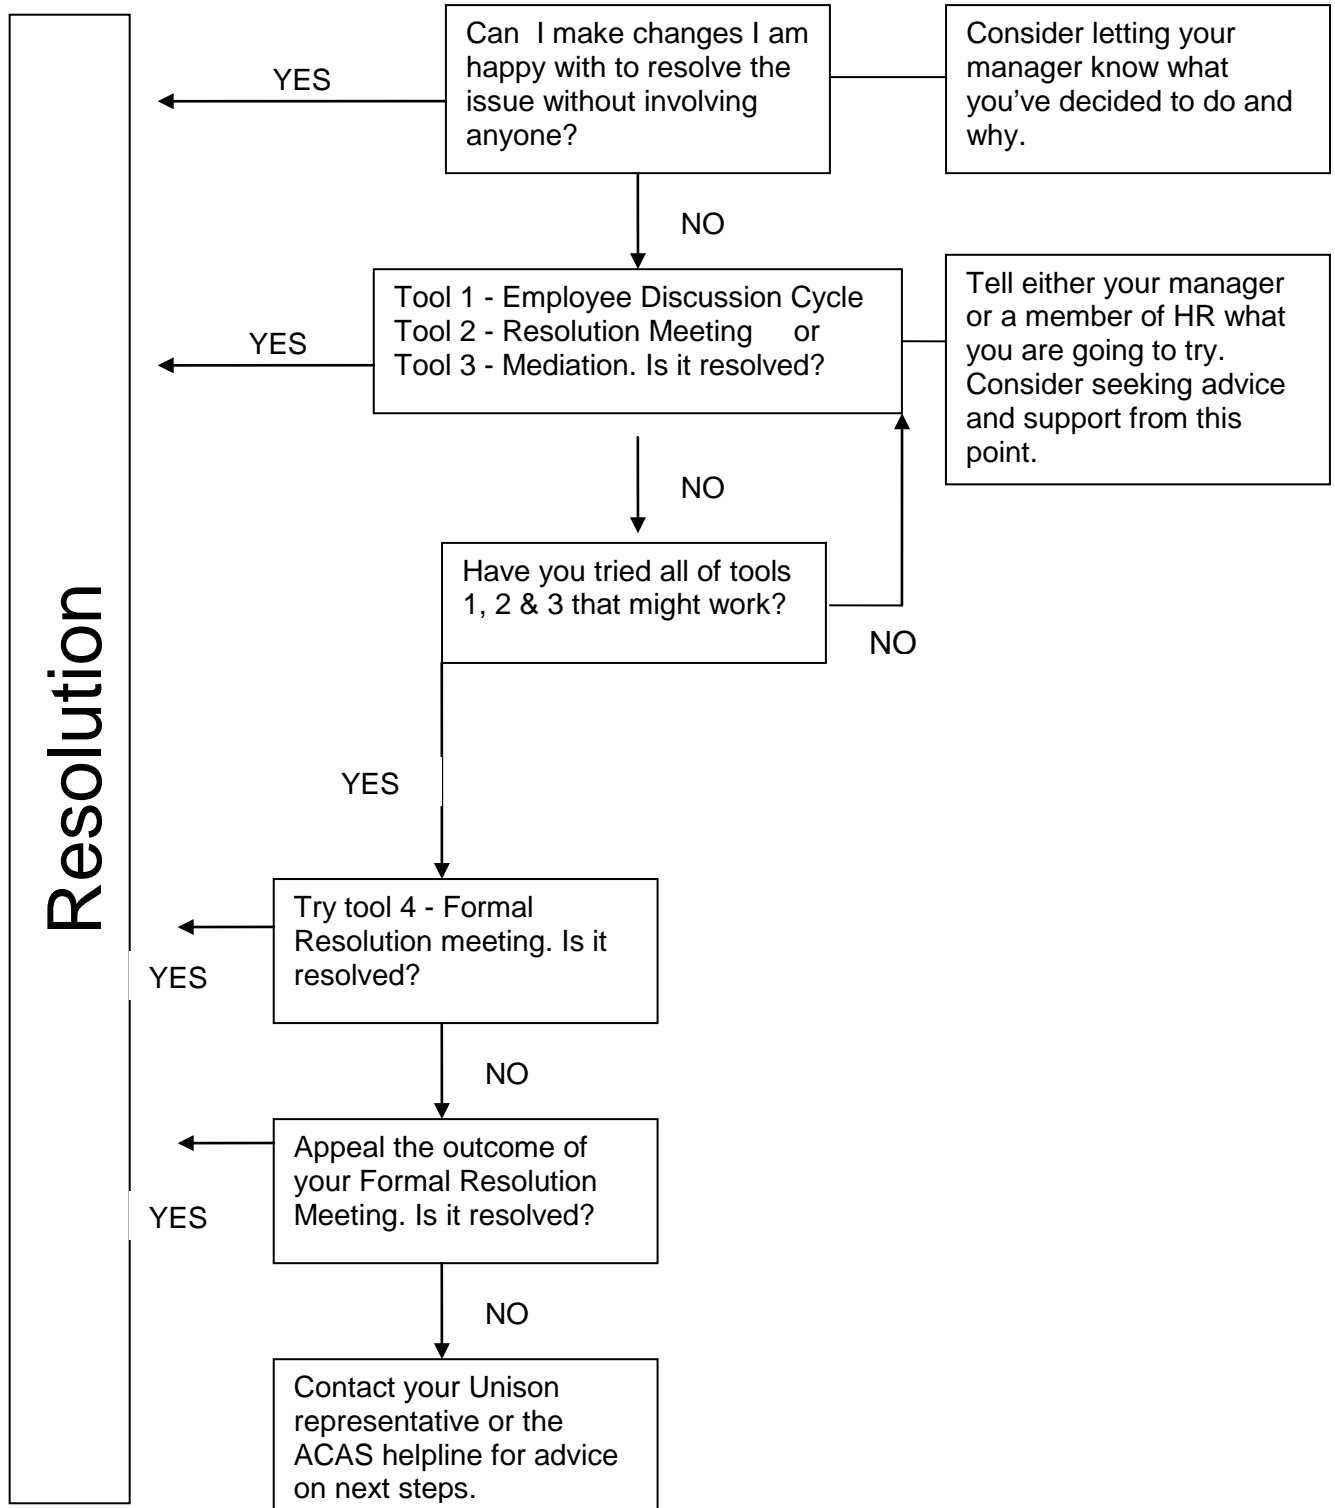 Can I make changes I am
happy with to resolve the
issue without involving
anyone?
Consider letting your
manager know what
you've decided to do and
why.
YES
NO
Tool 1 - Employee Discussion Cycle
Tool 2 - Resolution Meeting or
Tool 3 - Mediation. Is it resolved?
Tell either your manager
or a member of HR what
you are going to try.
Consider seeking advice
and support from this
point.
YES
NO
Have you tried all of tools
1, 2 & 3 that might work?
NO
YES
Resolution
Try tool 4 - Formal
Resolution meeting. Is it
resolved?
YES
NO
Appeal the outcome of
your Formal Resolution
Meeting. Is it resolved?
YES
NO
Contact your Unison
representative or the
ACAS helpline for advice
on next steps.